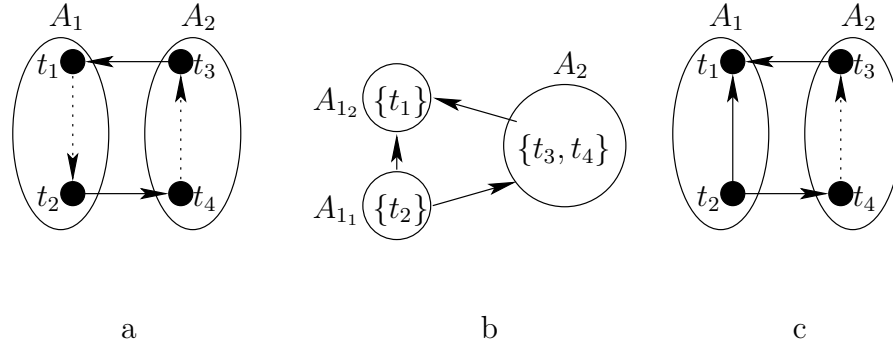 A₁ A₂
t₁ t₃
t₂ t₄
a
A₂
A₁₂ {t₁}
{t₃, t₄}
A₁₁ {t₂}
b
A₁ A₂
t₁ t₃
t₂ t₄
c